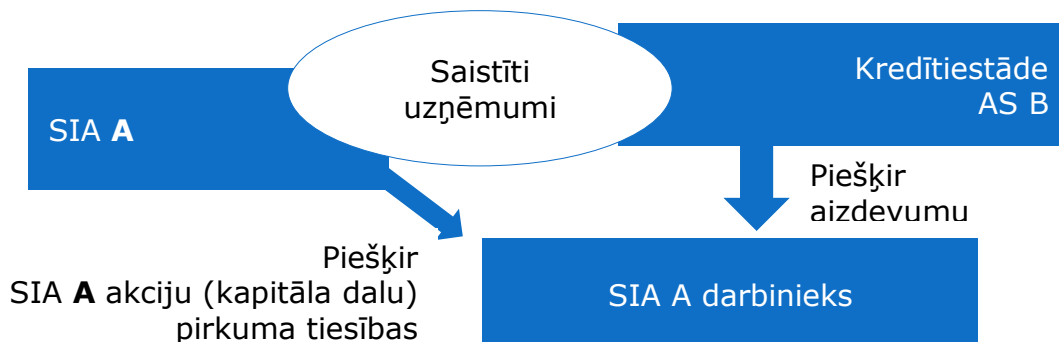 SIA A
Saistīti
uzņēmumi
Kredītiestāde
AS B
Piešķir
aizdevumu
Piešķir
SIA A akciju (kapitāla daļu)
pirkuma tiesības
SIA A darbinieks